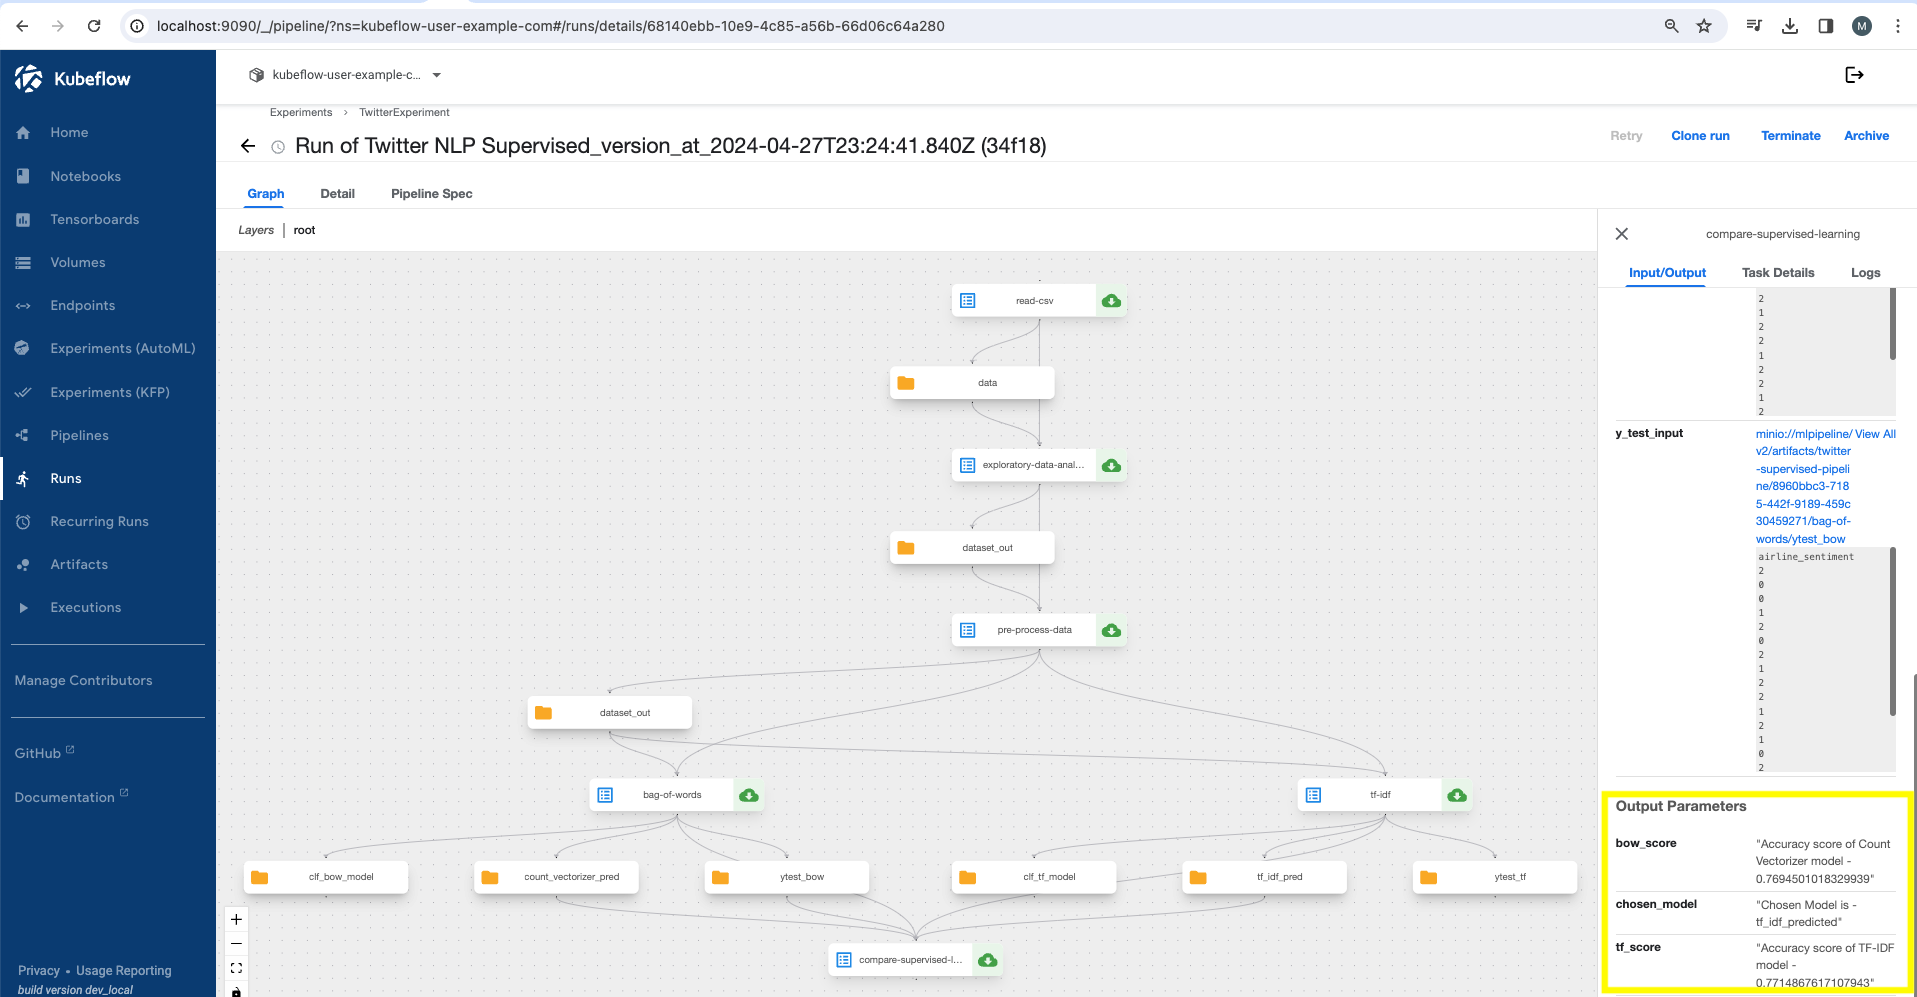 localhost:9090/_/pipeline/?ns=kubeflow-user-example-com#/runs/details/68140ebb-10e9-4c85-a56b-66d06c64a280
M
Kubeflow
kubeflow-user-example-c...
Home
Notebooks
Tensorboards
Volumes
Endpoints
Experiments (AutoML)
Experiments (KFP)
Pipelines
Runs
Recurring Runs
Artifacts
Executions
Manage Contributors
GitHub
Documentation
Privacy • Usage Reporting
build version dev_local
Experiments > TwitterExperiment
Run of Twitter NLP Supervised_version_at_2024-04-27T23:24:41.840Z (34f18)
Retry Clone run Terminate Archive
Graph Detail Pipeline Spec
Layers | root
read-csv
data
exploratory-data-anal...
dataset_out
pre-process-data
dataset_out
bag-of-words
tf-idf
clf_bow_model
count_vectorizer_pred
ytest_bow
clf_tf_model
tf_idf_pred
ytest_tf
compare-supervised-l...
compare-supervised-learning
Input/Output Task Details Logs
2
1
2
2
1
2
2
1
2
y_test_input
minio://mlpipeline/ View All
v2/artifacts/twitter
-supervised-pipeli
ne/8960bbc3-718
5-442f-9189-459c
30459271/bag-of-
words/ytest_bow
airline_sentiment
2
0
0
1
2
0
2
1
2
2
1
2
1
0
2
Output Parameters
bow_score
"Accuracy score of Count
Vectorizer model -
0.7694501018329939"
chosen_model
"Chosen Model is -
tf_idf_predicted"
tf_score
"Accuracy score of TF-IDF
model -
0.7714867617107943"